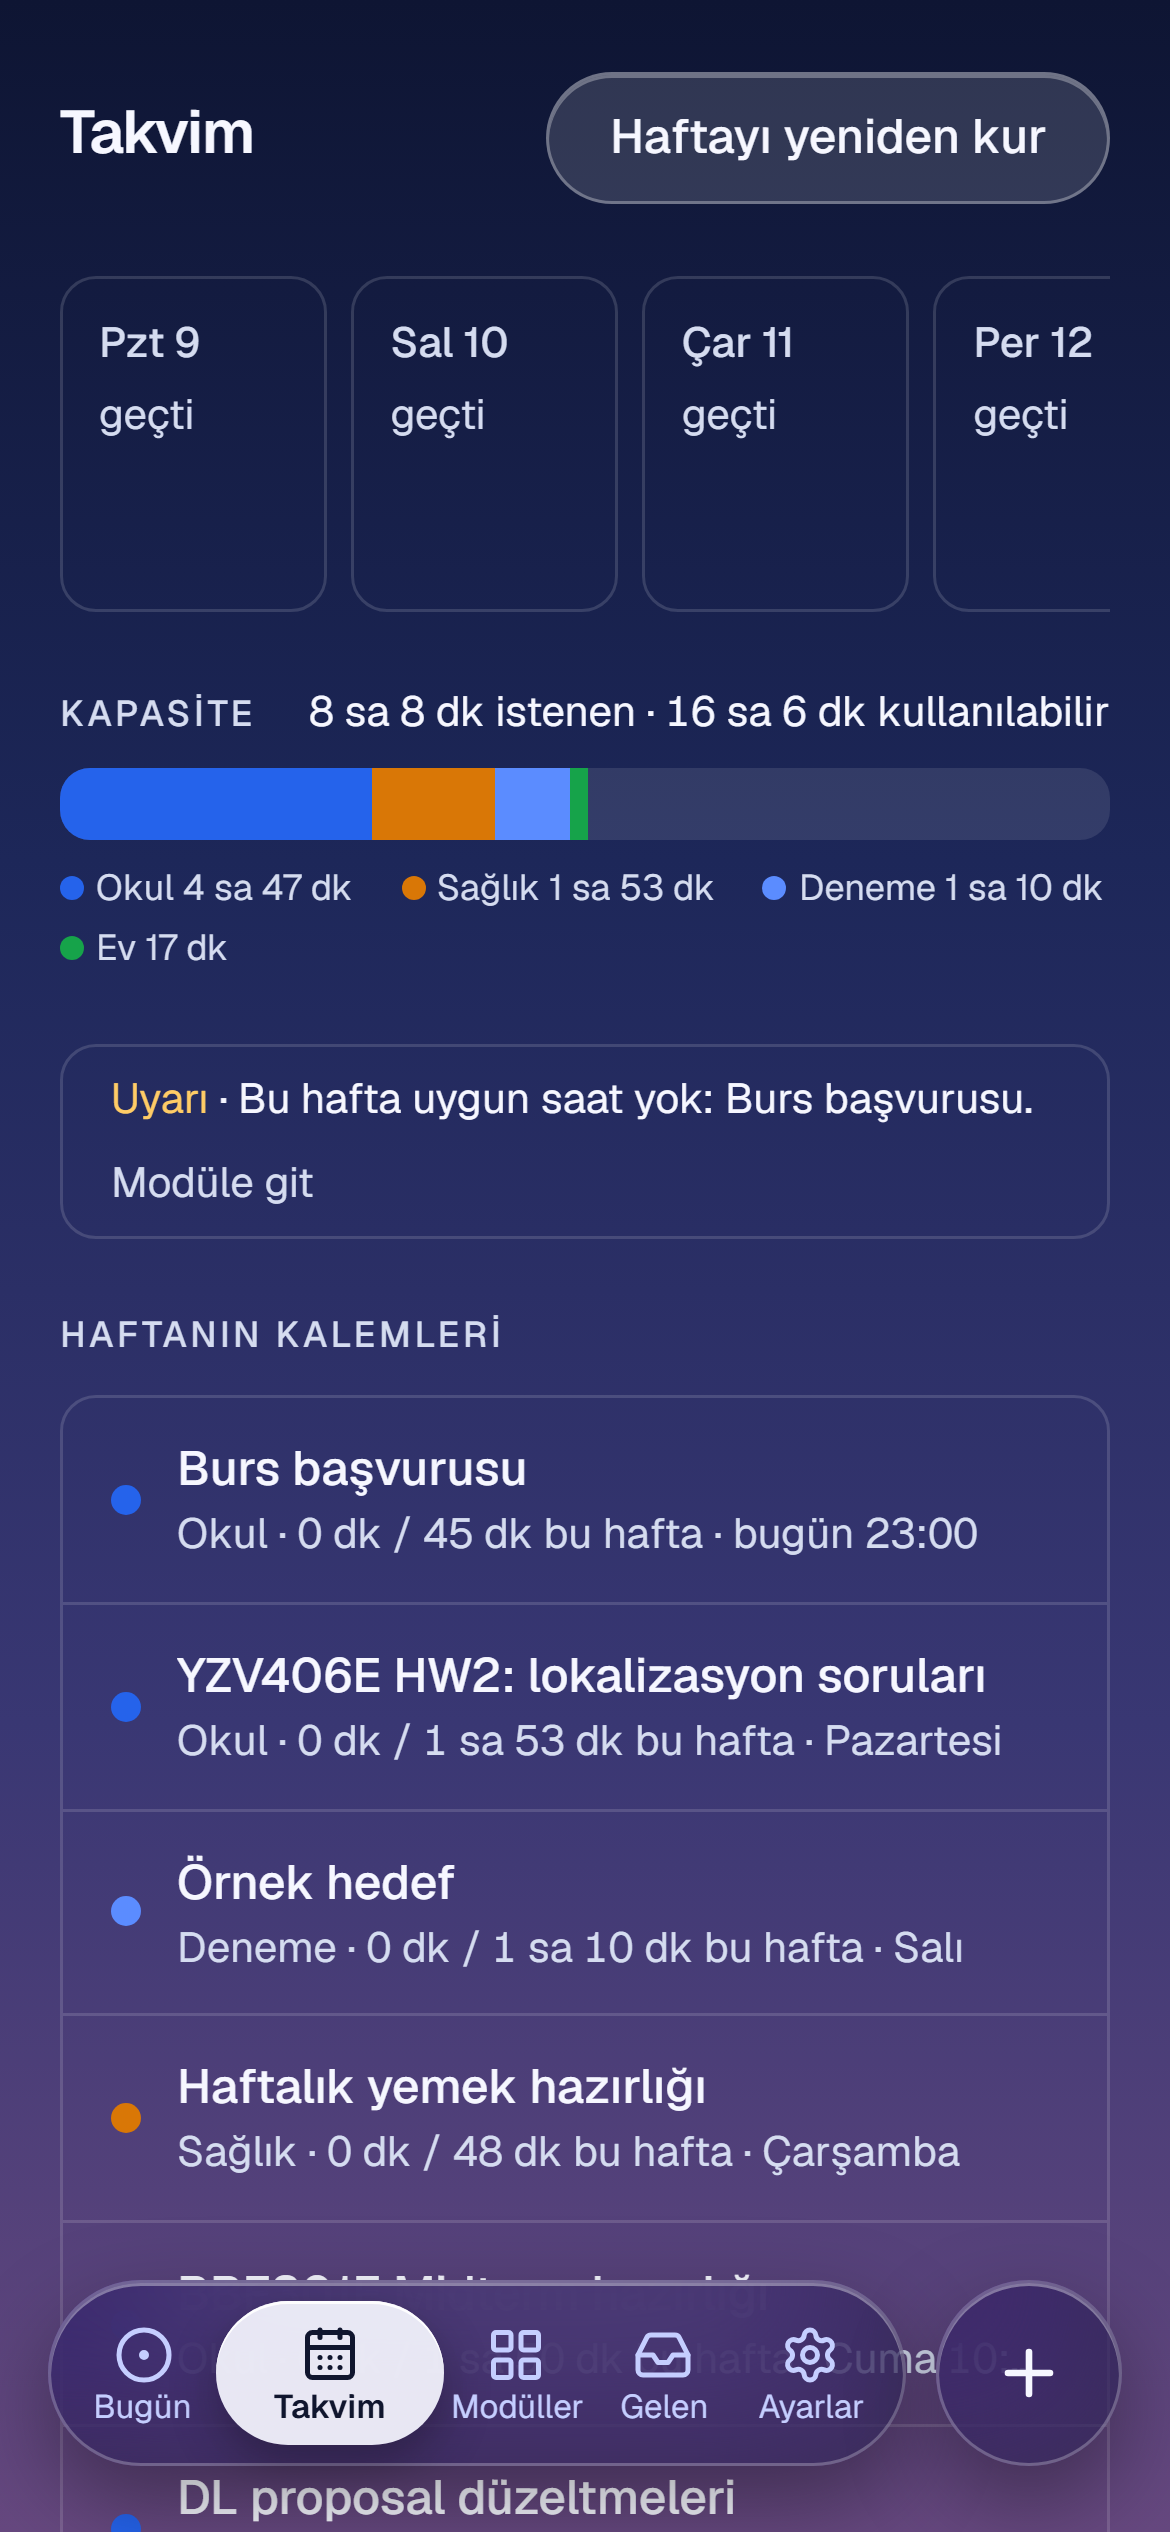 Takvim
Haftayı yeniden kur
Pzt 9
geçti
Sal 10
geçti
Çar 11
geçti
Per 12
geçti
KAPASİTE
8 sa 8 dk istenen · 16 sa 6 dk kullanılabilir
Okul 4 sa 47 dk
Sağlık 1 sa 53 dk
Deneme 1 sa 10 dk
Ev 17 dk
Uyarı · Bu hafta uygun saat yok: Burs başvurusu.
Modüle git
HAFTANIN KALEMLERİ
Burs başvurusu
Okul · 0 dk / 45 dk bu hafta · bugün 23:00
YZV406E HW2: lokalizasyon soruları
Okul · 0 dk / 1 sa 53 dk bu hafta · Pazartesi
Örnek hedef
Deneme · 0 dk / 1 sa 10 dk bu hafta · Salı
Haftalık yemek hazırlığı
Sağlık · 0 dk / 48 dk bu hafta · Çarşamba
Cuma 10:
Bugün
Takvim
Modüller
Gelen
Ayarlar
DL proposal düzeltmeleri